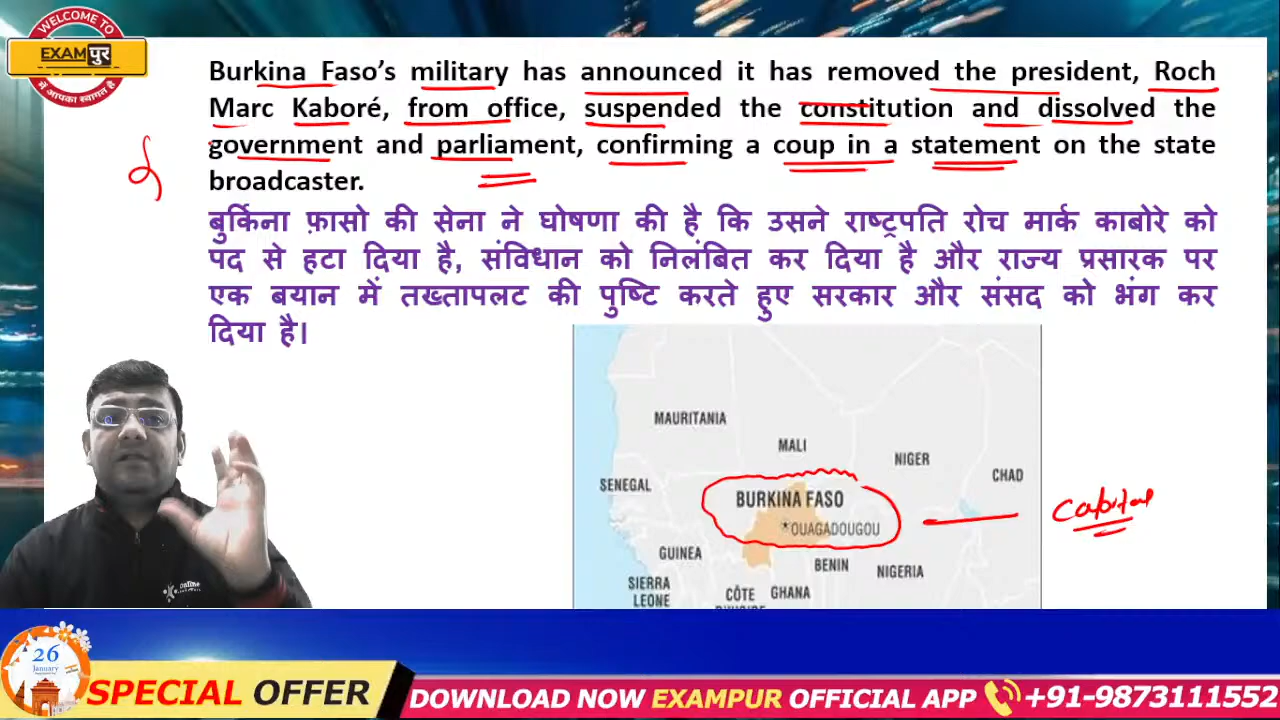 WELCOME TO
EXAMपुर
में आपका स्वागत है
Burkina Faso’s military has announced it has removed the president, Roch
Marc Kaboré, from office, suspended the constitution and dissolved the
government and parliament, confirming a coup in a statement on the state
broadcaster.
बुर्किना फ़ासो की सेना ने घोषणा की है कि उसने राष्ट्रपति रोच मार्क काबोरे को
पद से हटा दिया है, संविधान को निलंबित कर दिया है और राज्य प्रसारक पर
एक बयान में तख्तापलट की पुष्टि करते हुए सरकार और संसद को भंग कर
दिया है।
MAURITANIA
MALI
NIGER
CHAD
SENEGAL
BURKINA FASO
*OUAGADOUGOU
capital
GUINEA
BENIN
NIGERIA
SIERRA
LEONE
CÔTE
GHANA
26
January
SPECIAL OFFER
DOWNLOAD NOW EXAMPUR OFFICIAL APP +91-9873111552